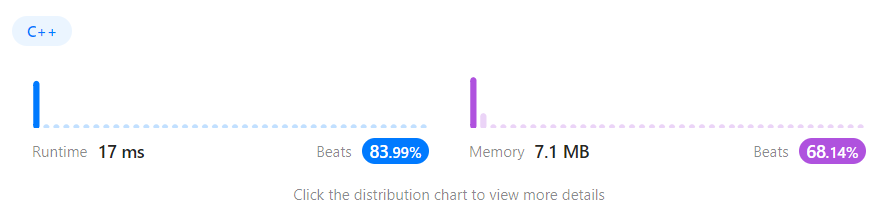 C++
Runtime 17 ms Beats 83.99% Memory 7.1 MB Beats 68.14%
Click the distribution chart to view more details